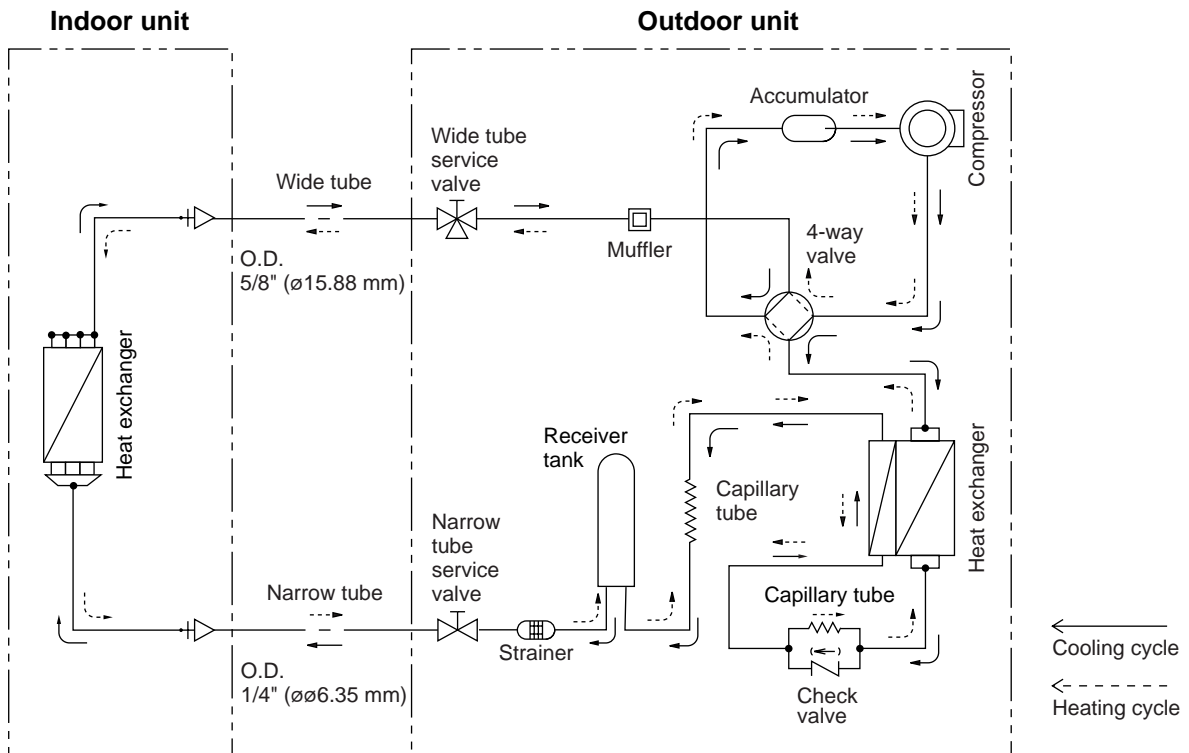 Indoor unit
Outdoor unit
Accumulator
Compressor
Wide tube
service
valve
Wide tube
Muffler
4-way
valve
O.D.
5/8" (ø15.88 mm)
Heat exchanger
Receiver
tank
Capillary
tube
Heat exchanger
Narrow
tube
service
valve
Narrow tube
Capillary tube
Strainer
Cooling cycle
O.D.
1/4" (øø6.35 mm)
Check
valve
Heating cycle